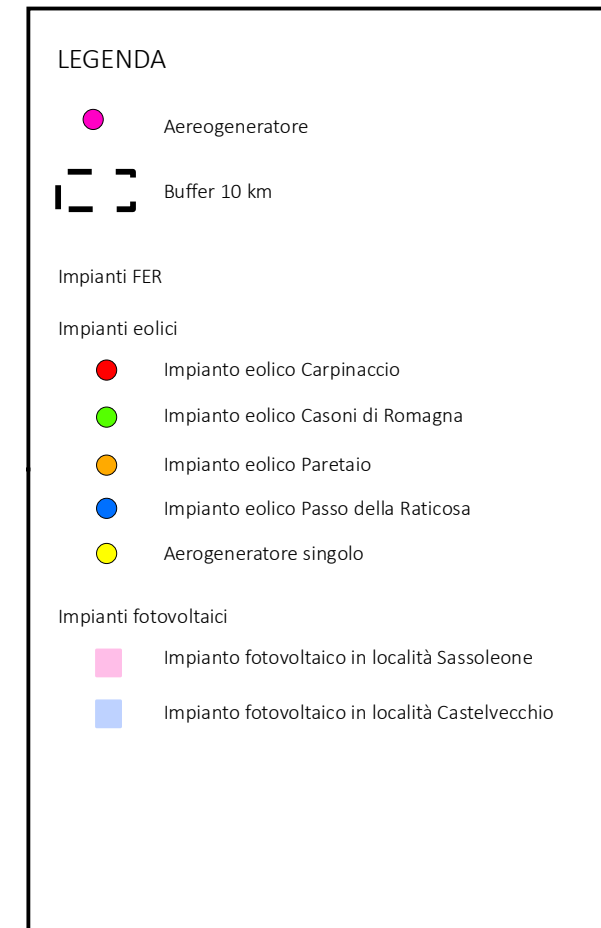 LEGENDA
Aereogeneratore
Buffer 10 km
Impianti FER
Impianti eolici
Impianto eolico Carpinaccio
Impianto eolico Casoni di Romagna
Impianto eolico Paretaio
Impianto eolico Passo della Raticosa
Aerogeneratore singolo
Impianti fotovoltaici
Impianto fotovoltaico in località Sassoleone
Impianto fotovoltaico in località Castelvecchio